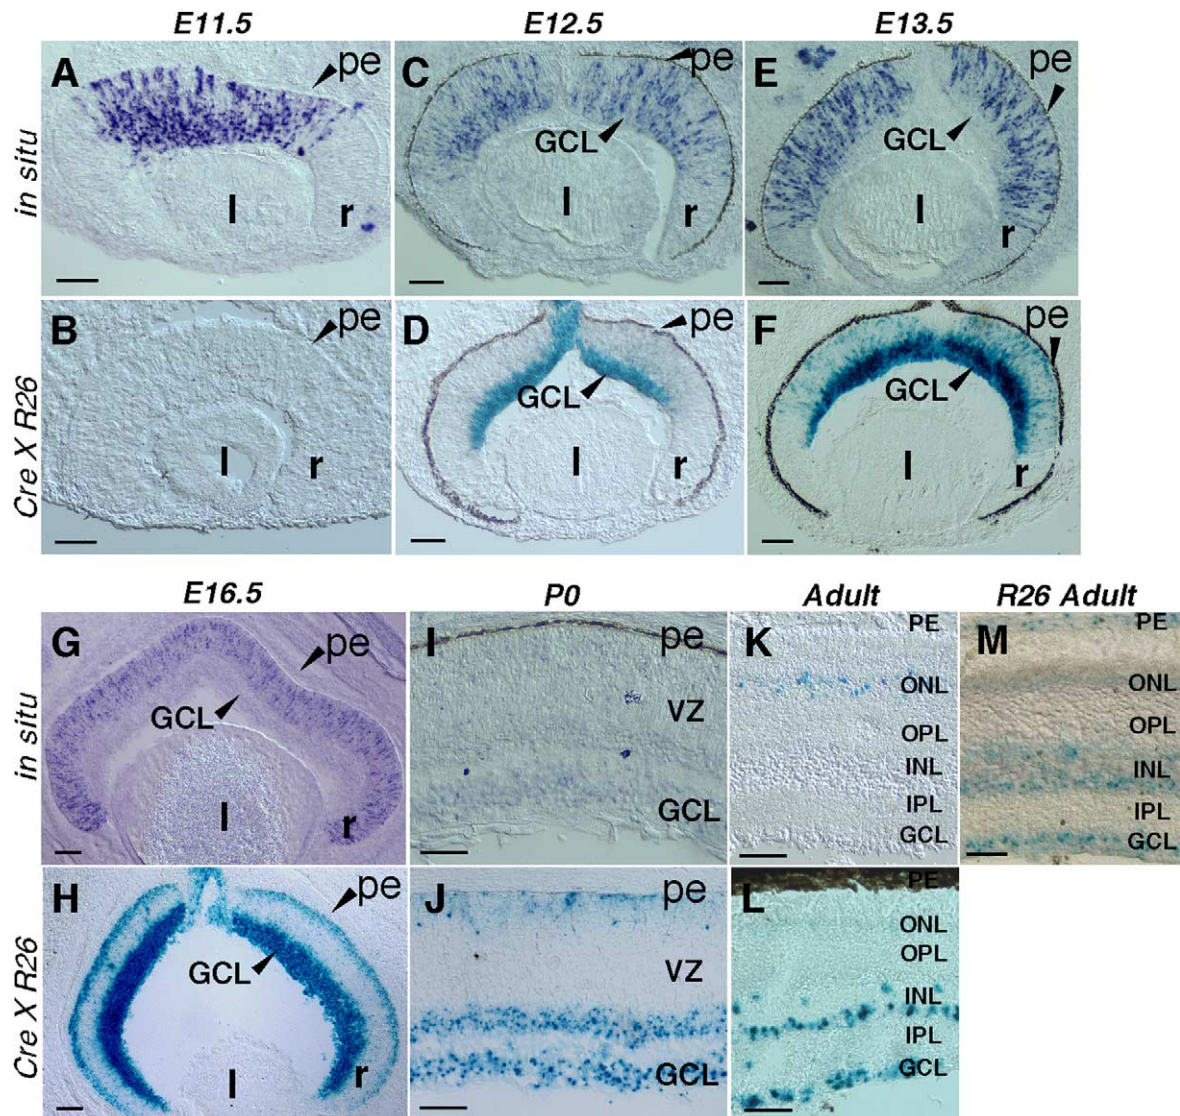 E11.5 E12.5 E13.5
in situ
A pe l r
C pe GCL l r
E pe GCL l r
Cre X R26
B pe l r
D pe GCL l r
F pe GCL l r
E16.5 P0 Adult R26 Adult
in situ
G pe GCL l r
I pe VZ GCL
K PE ONL OPL INL IPL GCL
M PE ONL OPL INL IPL GCL
Cre X R26
H pe GCL l r
J pe VZ GCL
L PE ONL OPL INL IPL GCL